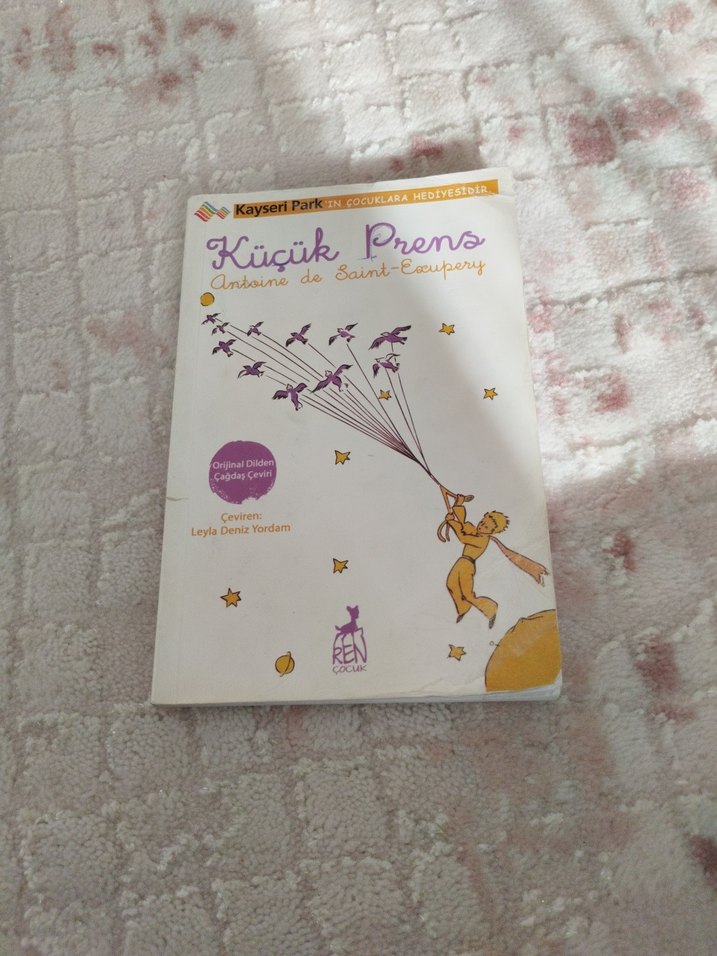 Kayseri Park'IN ÇOCUKLARA HEDİYESİDİR.
Küçük Prens
Antoine de Saint-Exupery
Orijinal Dilden
Çağdaş Çeviri
Çeviren:
Leyla Deniz Yordam
REN
ÇOCUK